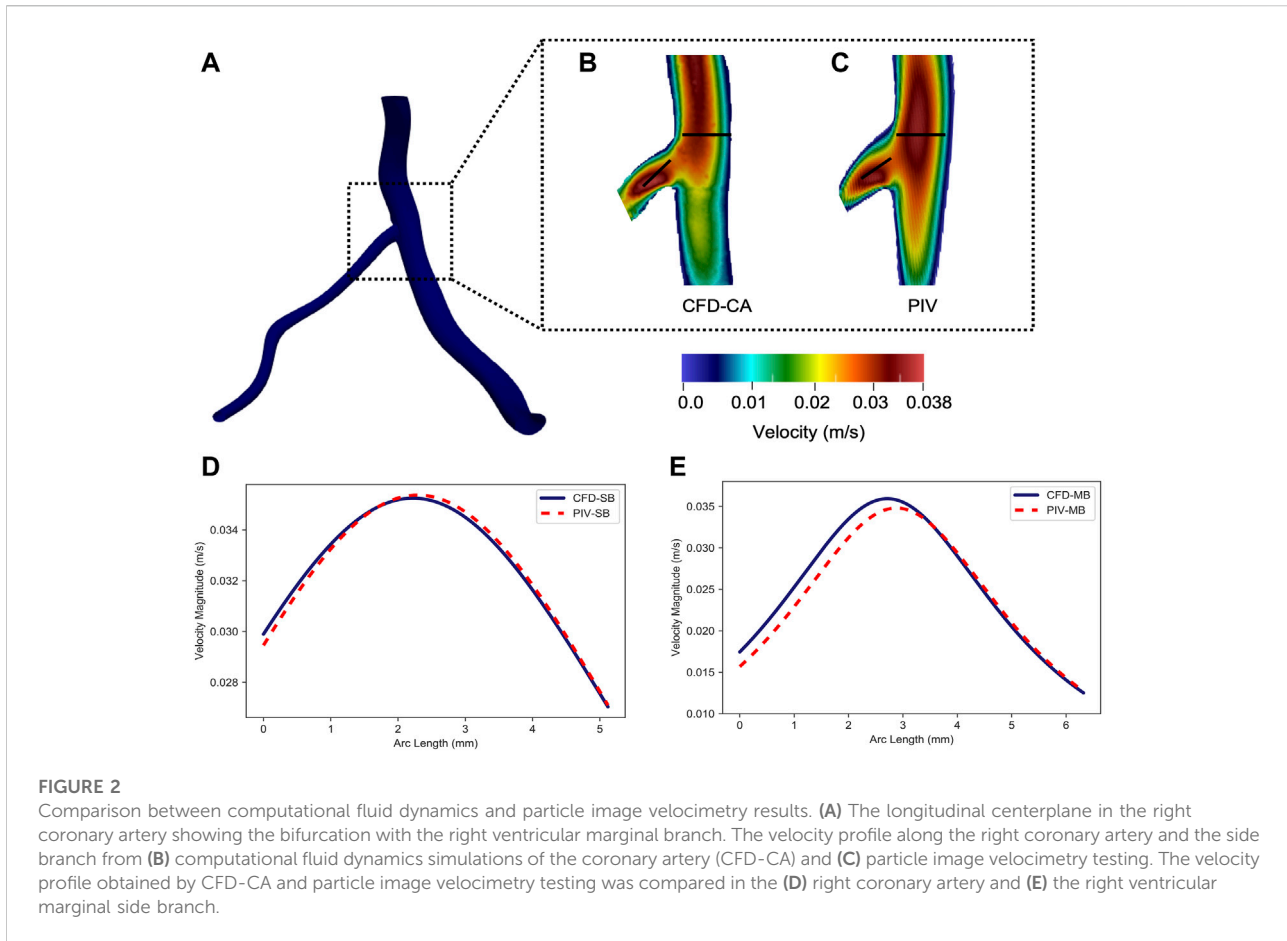 A
B
C
CFD-CA
PIV
0.0 0.01 0.02 0.03 0.038
Velocity (m/s)
D
CFD-SB
PIV-SB
0.034
0.032
0.030
0.028
Velocity Magnitude (m/s)
0 1 2 3 4 5
Arc Length (mm)
E
CFD-MB
PIV-MB
0.035
0.030
0.025
0.020
0.015
0.010
Velocity Magnitude (m/s)
0 1 2 3 4 5 6
Arc Length (mm)
FIGURE 2
Comparison between computational fluid dynamics and particle image velocimetry results. (A) The longitudinal centerplane in the right
coronary artery showing the bifurcation with the right ventricular marginal branch. The velocity profile along the right coronary artery and the side
branch from (B) computational fluid dynamics simulations of the coronary artery (CFD-CA) and (C) particle image velocimetry testing. The velocity
profile obtained by CFD-CA and particle image velocimetry testing was compared in the (D) right coronary artery and (E) the right ventricular
marginal side branch.